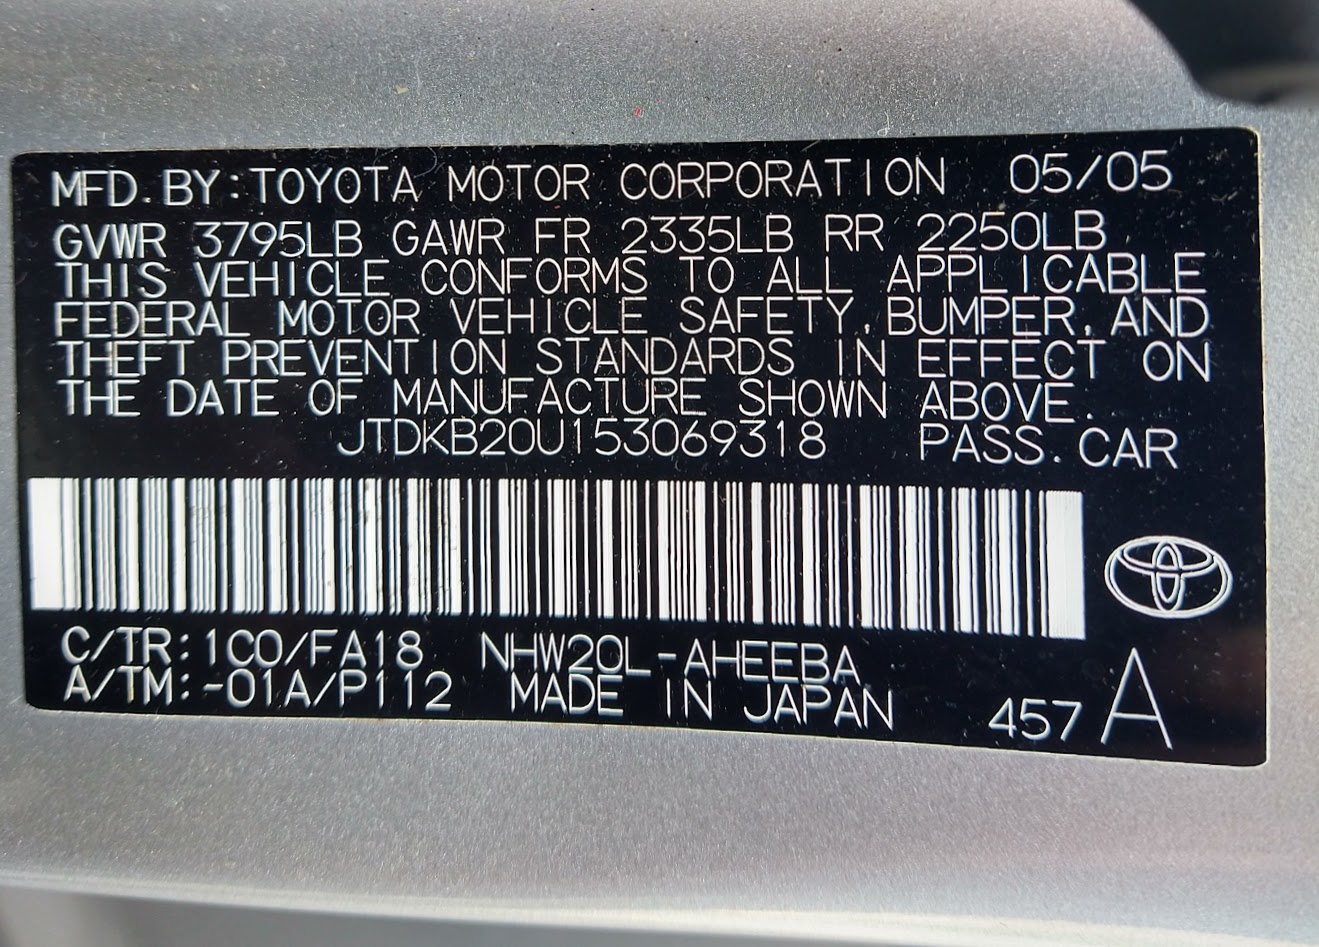 MFD. BY: TOYOTA MOTOR CORPORATION 05/05
GVWR 3795LB GAWR FR 2335LB RR 2250LB
THIS VEHICLE CONFORMS TO ALL APPLICABLE
FEDERAL MOTOR VEHICLE SAFETY, BUMPER, AND
THEFT PREVENTION STANDARDS IN EFFECT ON
THE DATE OF MANUFACTURE SHOWN ABOVE.
JTDKB20U153069318 PASS. CAR
C/TR: 1C0/FA18 NHW20L-AHEEBA
A/TM: -01A/P112 MADE IN JAPAN 457 A